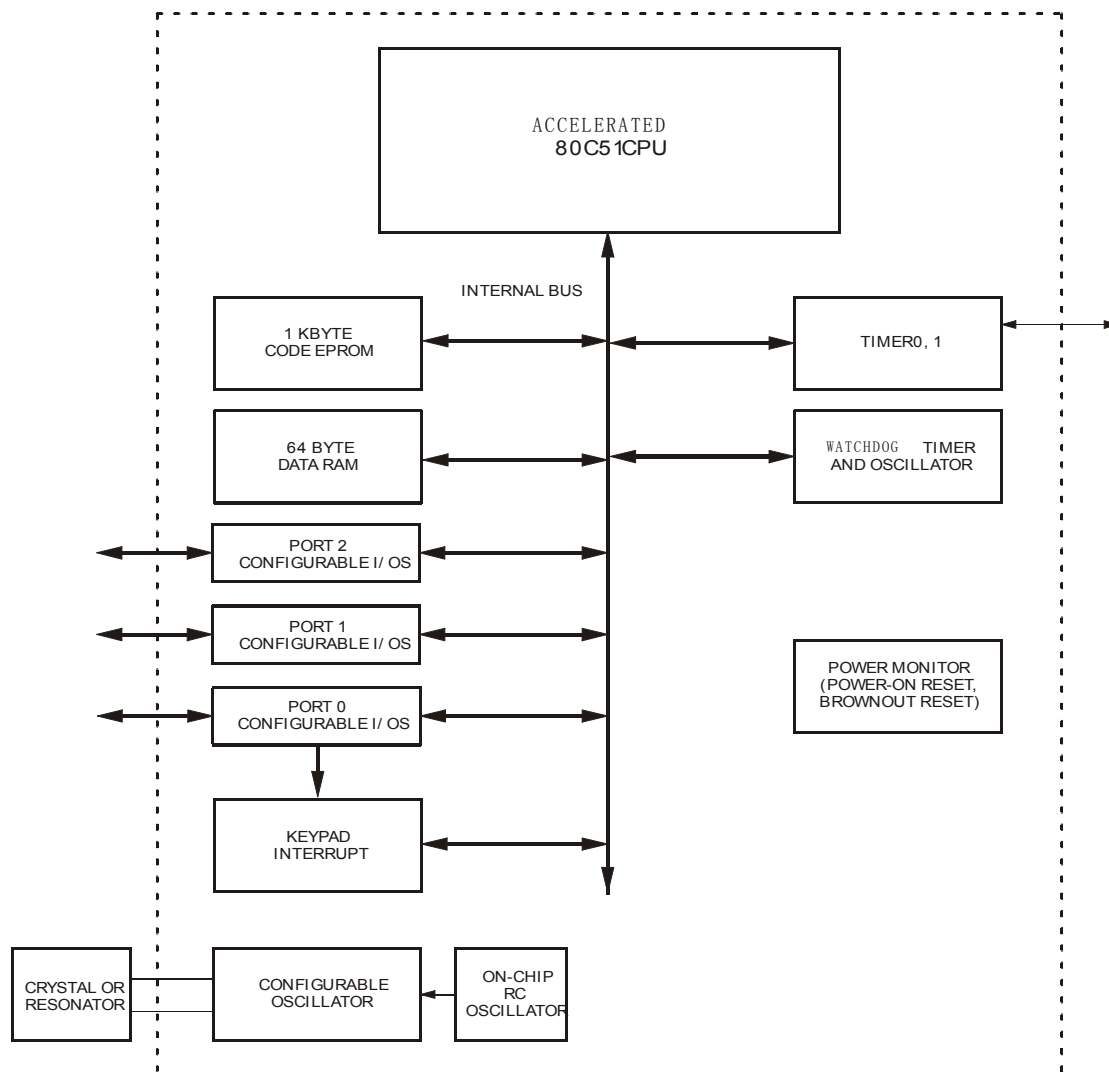 ACCELERATED
80C51CPU
INTERNAL BUS
1 KBYTE
CODE EPROM
TIMER0, 1
64 BYTE
DATA RAM
WATCHDOG TIMER
AND OSCILLATOR
PORT 2
CONFIGURABLE I/ OS
PORT 1
CONFIGURABLE I/ OS
POWER MONITOR
(POWER-ON RESET,
BROWNOUT RESET)
PORT 0
CONFIGURABLE I/ OS
KEYPAD
INTERRUPT
CRYSTAL OR
RESONATOR
CONFIGURABLE
OSCILLATOR
ON-CHIP
RC
OSCILLATOR